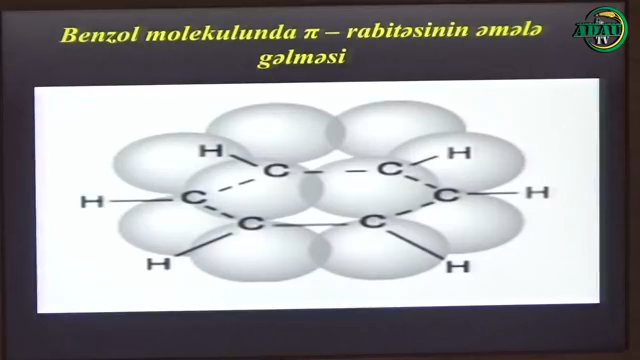 Benzol molekulunda π – rabitəsinin əmələ
gəlməsi
ADAU
TV
H H
C C
H C C H
C C
H H